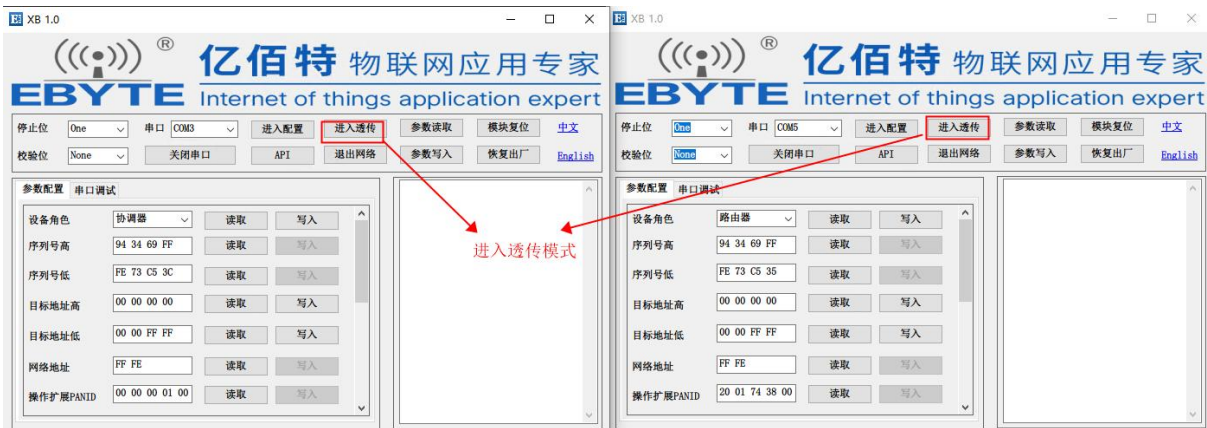 XB 1.0
®
亿佰特 物联网应用专家
EBYTE Internet of things application expert
停止位 One 串口 COM3 进入配置 进入透传 参数读取 模块复位 中文
校验位 None 关闭串口 API 退出网络 参数写入 恢复出厂 English
参数配置 串口调试
设备角色 协调器 读取 写入
序列号高 94 34 69 FF 读取 写入
序列号低 FE 73 C5 3C 读取 写入
目标地址高 00 00 00 00 读取 写入
目标地址低 00 00 FF FF 读取 写入
网络地址 FF FE 读取 写入
操作扩展PANID 00 00 00 01 00 读取 写入
进入透传模式
XB 1.0
®
亿佰特 物联网应用专家
EBYTE Internet of things application expert
停止位 One 串口 COM5 进入配置 进入透传 参数读取 模块复位 中文
校验位 None 关闭串口 API 退出网络 参数写入 恢复出厂 English
参数配置 串口调试
设备角色 路由器 读取 写入
序列号高 94 34 69 FF 读取 写入
序列号低 FE 73 C5 35 读取 写入
目标地址高 00 00 00 00 读取 写入
目标地址低 00 00 FF FF 读取 写入
网络地址 FF FE 读取 写入
操作扩展PANID 20 01 74 38 00 读取 写入